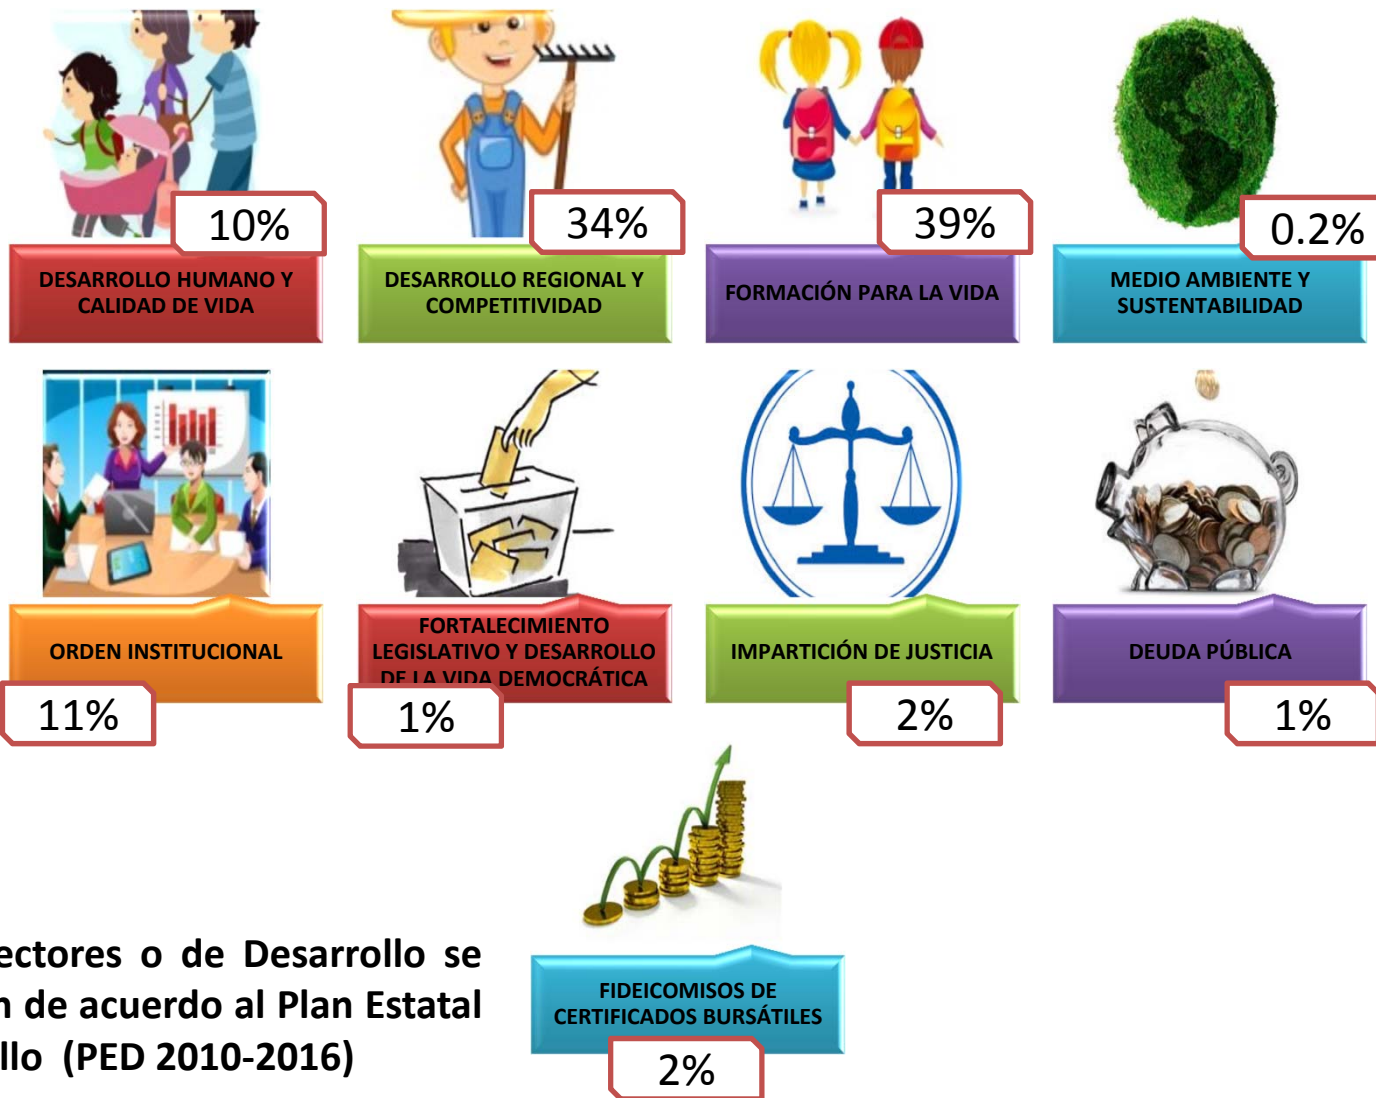 10%
DESARROLLO HUMANO Y
CALIDAD DE VIDA
34%
DESARROLLO REGIONAL Y
COMPETITIVIDAD
39%
FORMACIÓN PARA LA VIDA
0.2%
MEDIO AMBIENTE Y
SUSTENTABILIDAD
ORDEN INSTITUCIONAL
11%
FORTALECIMIENTO
LEGISLATIVO Y DESARROLLO
DE LA VIDA DEMOCRÁTICA
1%
IMPARTICIÓN DE JUSTICIA
2%
DEUDA PÚBLICA
1%
ectores o de Desarrollo se
n de acuerdo al Plan Estatal
llo (PED 2010-2016)
FIDEICOMISOS DE
CERTIFICADOS BURSÁTILES
2%